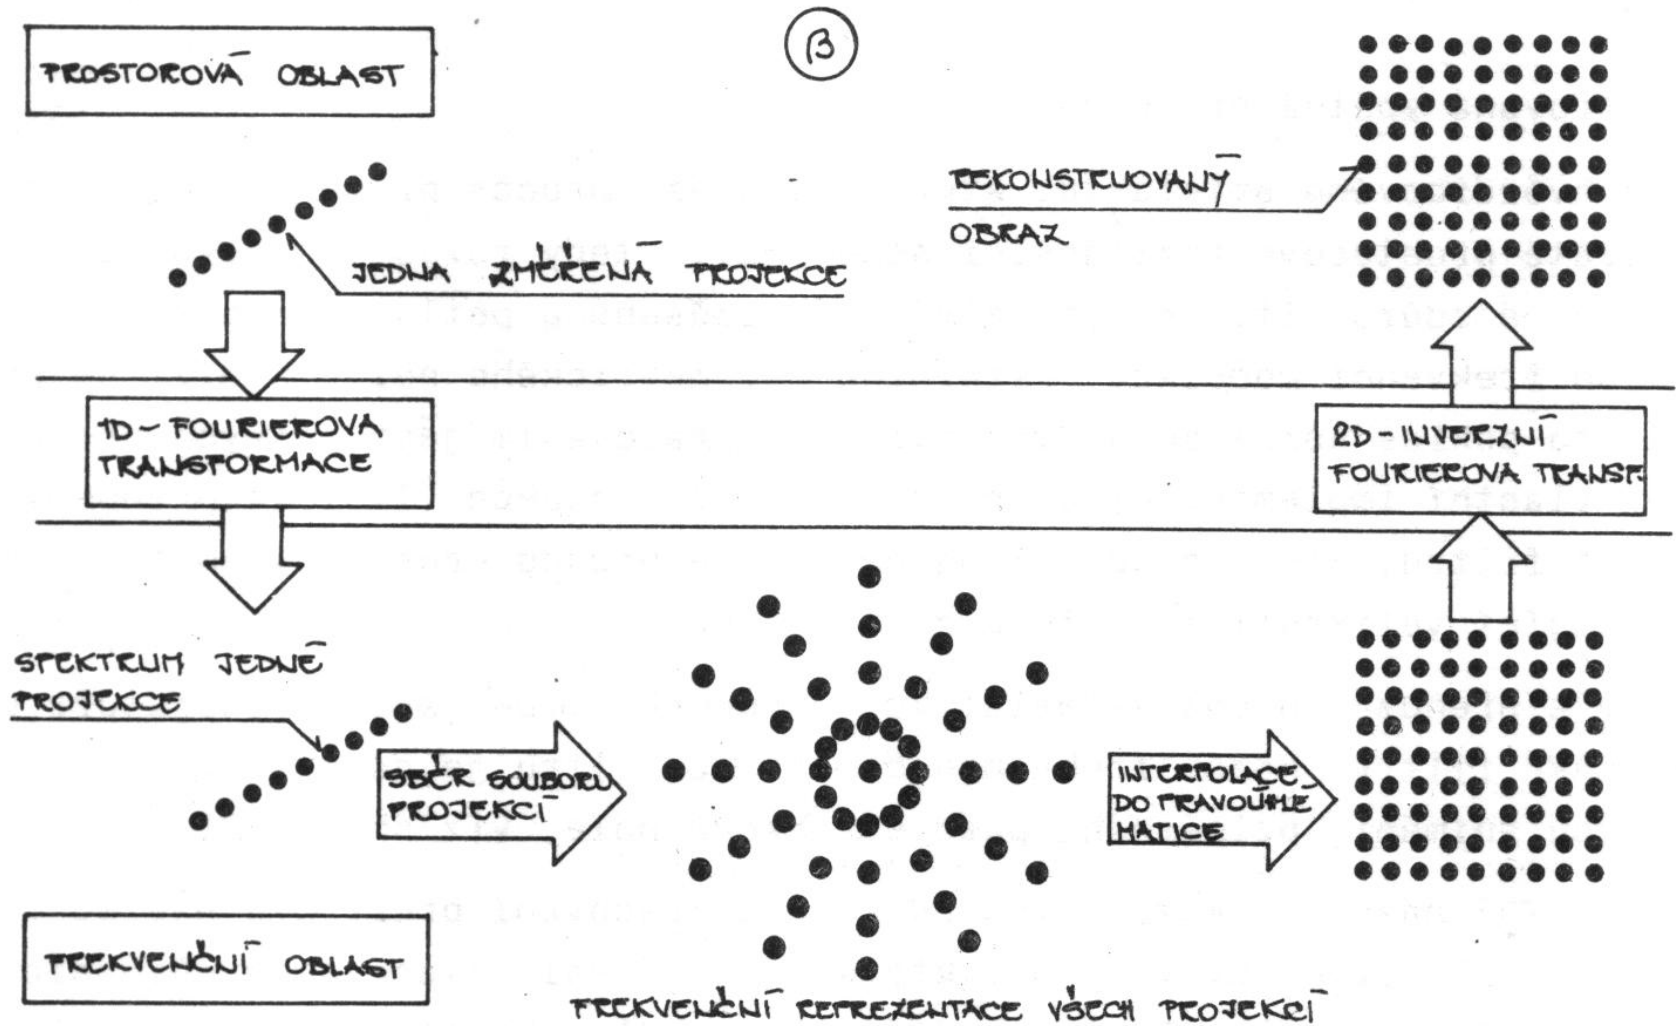 β
PROSTOROVÁ OBLAST
REKONSTRUOVANÝ
OBRAZ
JEDNA ZMĚŘENÁ PROJEKCE
1D - FOURIEROVA
TRANSFORMACE
2D - INVERZNÍ
FOURIEROVA TRANSF.
SPEKTRUM JEDNÉ
PROJEKCE
SBĚR SOUBORU
PROJEKCÍ
INTERPOLACE
DO PRAVOÚHLÉ
MATICE
FREKVENČNÍ OBLAST
FREKVENČNÍ REPREZENTACE VŠECH PROJEKCÍ